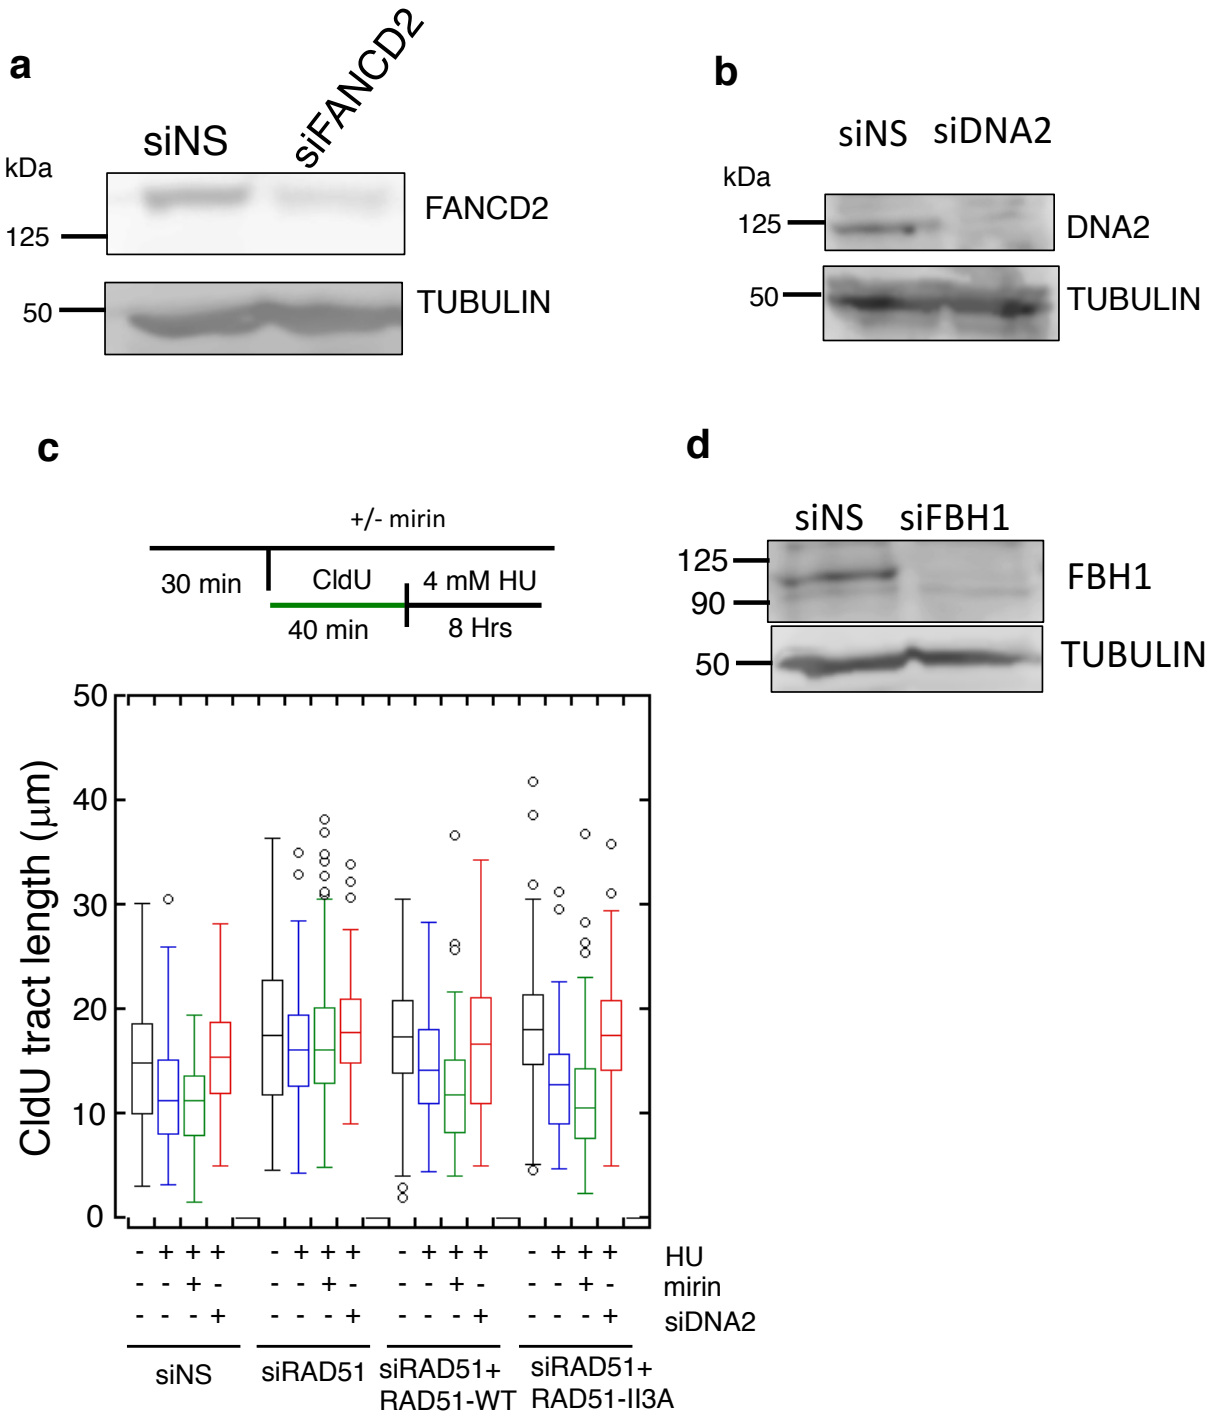 a
siNS siFANCD2
kDa
FANCD2
125
TUBULIN
50
b
siNS siDNA2
kDa
125
DNA2
50
TUBULIN
c
+/- mirin
30 min CldU 4 mM HU
40 min 8 Hrs
d
siNS siFBH1
125
FBH1
90
50
TUBULIN
CldU tract length (μm)
50
40
30
20
10
0
- + + + - + + + - + + + - + + + HU
- - + - - - + - - - + - - - + - mirin
- - - + - - - + - - - + - - - + siDNA2
siNS siRAD51 siRAD51+ siRAD51+
RAD51-WT RAD51-II3A